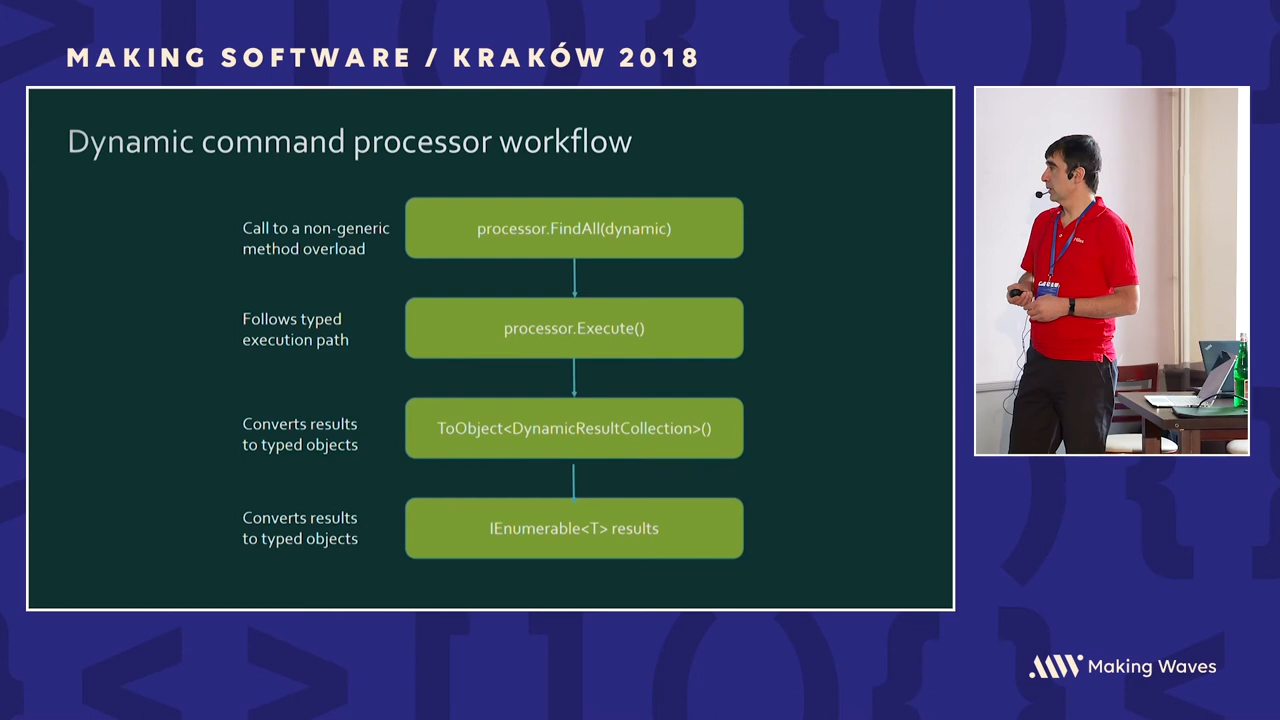 MAKING SOFTWARE / KRAKÓW 2018
Dynamic command processor workflow
Call to a non-generic
method overload
processor.FindAll(dynamic)
Follows typed
execution path
processor.Execute()
Converts results
to typed objects
ToObject<DynamicResultCollection>()
Converts results
to typed objects
IEnumerable<T> results
Making Waves